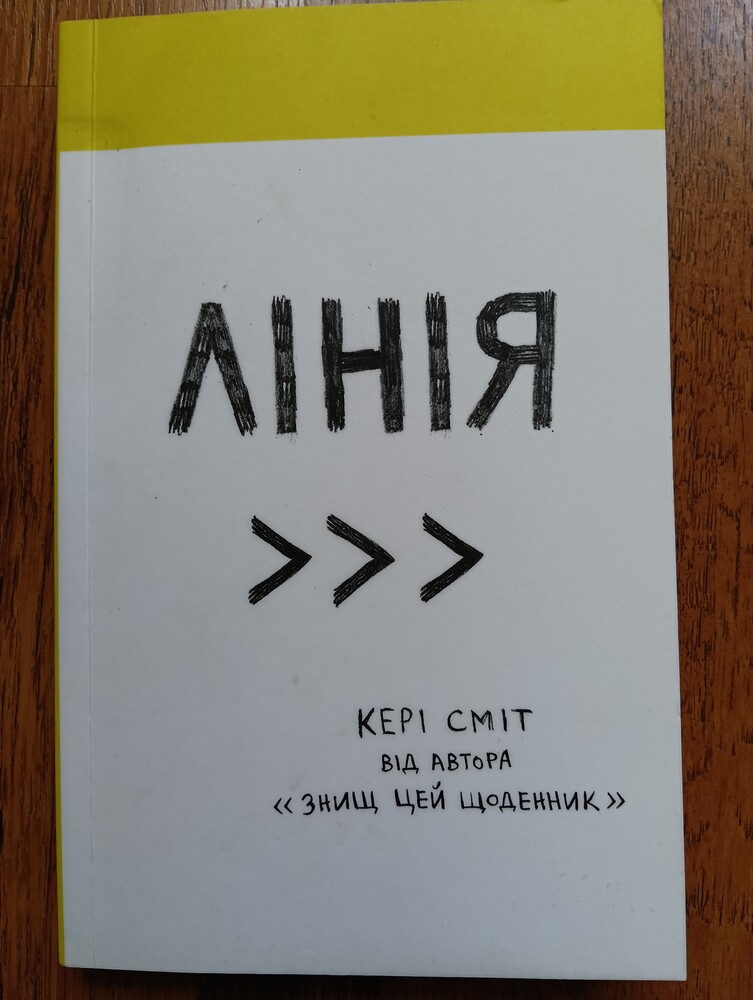 ЛІНІЯ
>>>
КЕРІ СМІТ
ВІД АВТОРА
«ЗНИЩ ЦЕЙ ЩОДЕННИК»